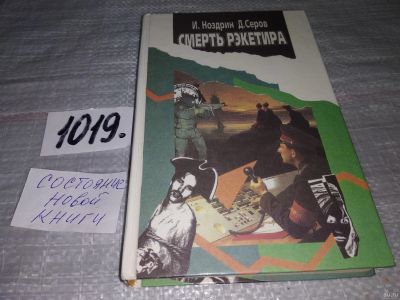 И. Ноздрин Д.Серов
СМЕРТЬ РЭКЕТИРА
1019.
СОСТОЯНИЕ
НОВОЙ
КНИГИ